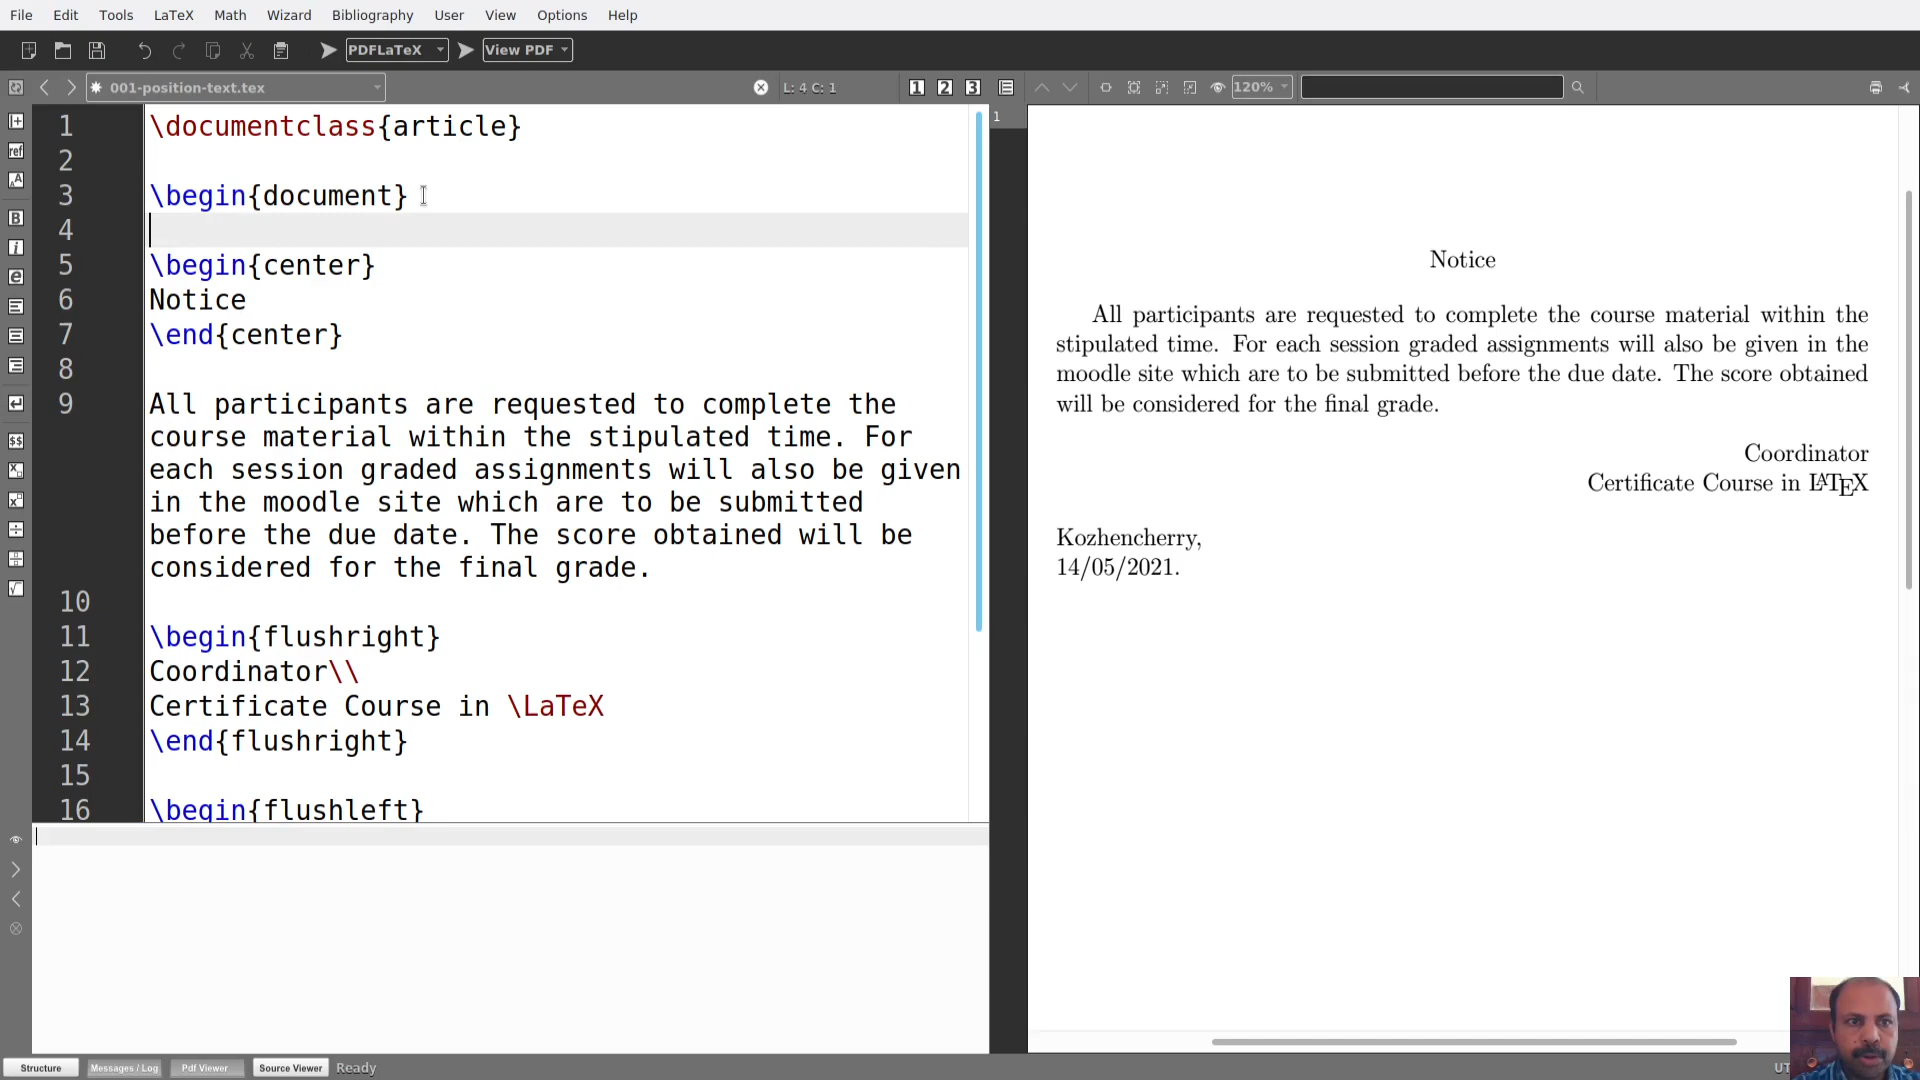 File Edit Tools LaTeX Math Wizard Bibliography User View Options Help
PDFLaTeX View PDF
001-position-text.tex L: 4 C: 1 1 2 3 120%
1 \documentclass{article}
2
3 \begin{document}
4
5 \begin{center}
6 Notice
7 \end{center}
8
9 All participants are requested to complete the
course material within the stipulated time. For
each session graded assignments will also be given
in the moodle site which are to be submitted
before the due date. The score obtained will be
considered for the final grade.
10
11 \begin{flushright}
12 Coordinator\\
13 Certificate Course in \LaTeX
14 \end{flushright}
15
16 \begin{flushleft}
1
Notice
All participants are requested to complete the course material within the
stipulated time. For each session graded assignments will also be given in the
moodle site which are to be submitted before the due date. The score obtained
will be considered for the final grade.
Coordinator
Certificate Course in LATEX
Kozhencherry,
14/05/2021.
ref
Structure Messages / Log Pdf Viewer Source Viewer Ready